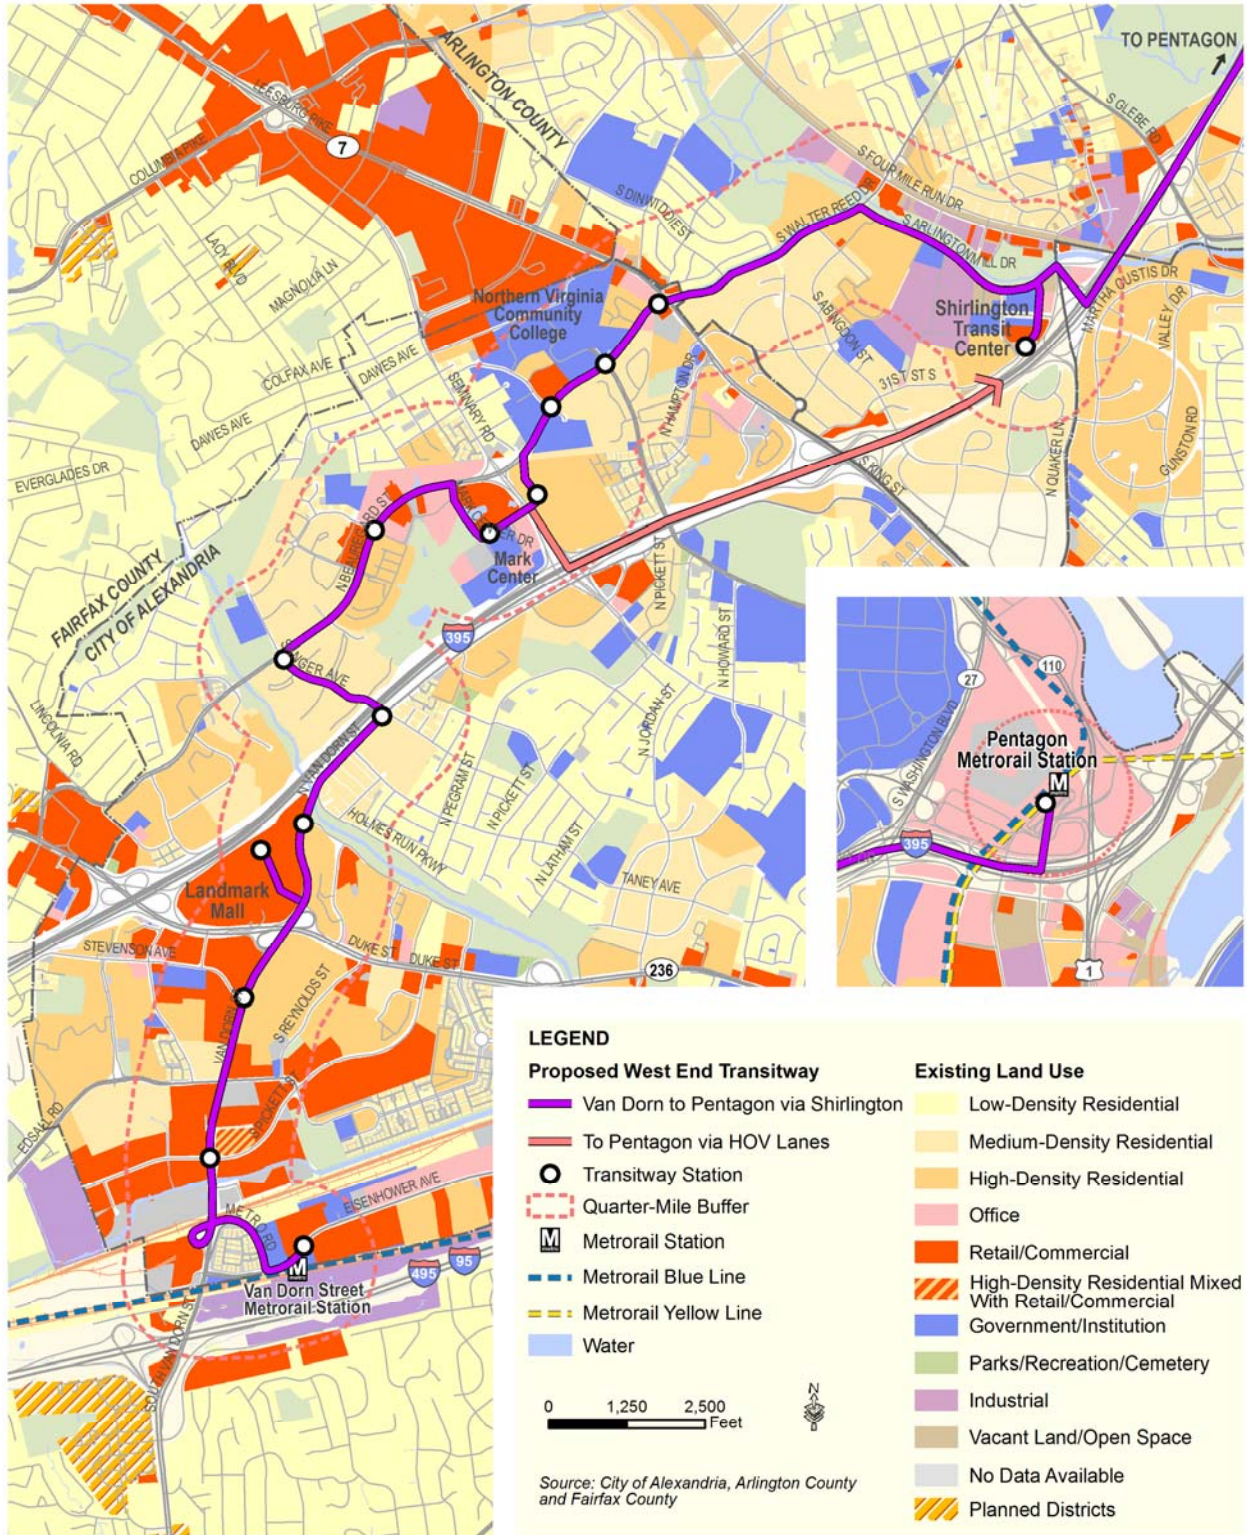 TO PENTAGON
ARLINGTON COUNTY
LEESBURG PIKE
COLUMBIA PIKE
7
S GLEBE RD
S FOUR MILE RUN DR
S DINWIDDIE ST
S WALTER REED DR
S ARLINGTON MILL DR
LACY BLVD
MAGNOLIA LN
Northern Virginia
Community
College
MARTHA CUSTIS DR
VALLEY DR
Shirlington
Transit
Center
S ABINGDON ST
31ST ST S
COLFAX AVE
DAWES AVE
DAWES AVE
SEMINARY RD
N HAMPTON DR
GUNSTON RD
N QUAKER LN
S KING ST
EVERGLADES DR
N BEAUREGARD ST
MARK CENTER DR
Mark
Center
N PICKETT ST
FAIRFAX COUNTY
CITY OF ALEXANDRIA
395
N HOWARD ST
SANGER AVE
N JORDAN ST
LINCOLNIA RD
N VAN DORN ST
N PEGRAM ST
N PICKETT ST
HOLMES RUN PKWY
N LATHAM ST
TANEY AVE
Landmark
Mall
STEVENSON AVE
DUKE ST
DUKE ST
236
S REYNOLDS ST
VAN DORN ST
S PICKETT ST
EDSALL RD
EISENHOWER AVE
METRO RD
M
Van Dorn Street
Metrorail Station
495
95
SOUTH VAN DORN ST
27
110
S WASHINGTON BLVD
Pentagon
Metrorail Station
M
395
1
LEGEND
Proposed West End Transitway
Van Dorn to Pentagon via Shirlington
To Pentagon via HOV Lanes
Transitway Station
Quarter-Mile Buffer
M
Metrorail Station
Metrorail Blue Line
Metrorail Yellow Line
Water
0 1,250 2,500
Feet
N
Source: City of Alexandria, Arlington County
and Fairfax County
Existing Land Use
Low-Density Residential
Medium-Density Residential
High-Density Residential
Office
Retail/Commercial
High-Density Residential Mixed
With Retail/Commercial
Government/Institution
Parks/Recreation/Cemetery
Industrial
Vacant Land/Open Space
No Data Available
Planned Districts